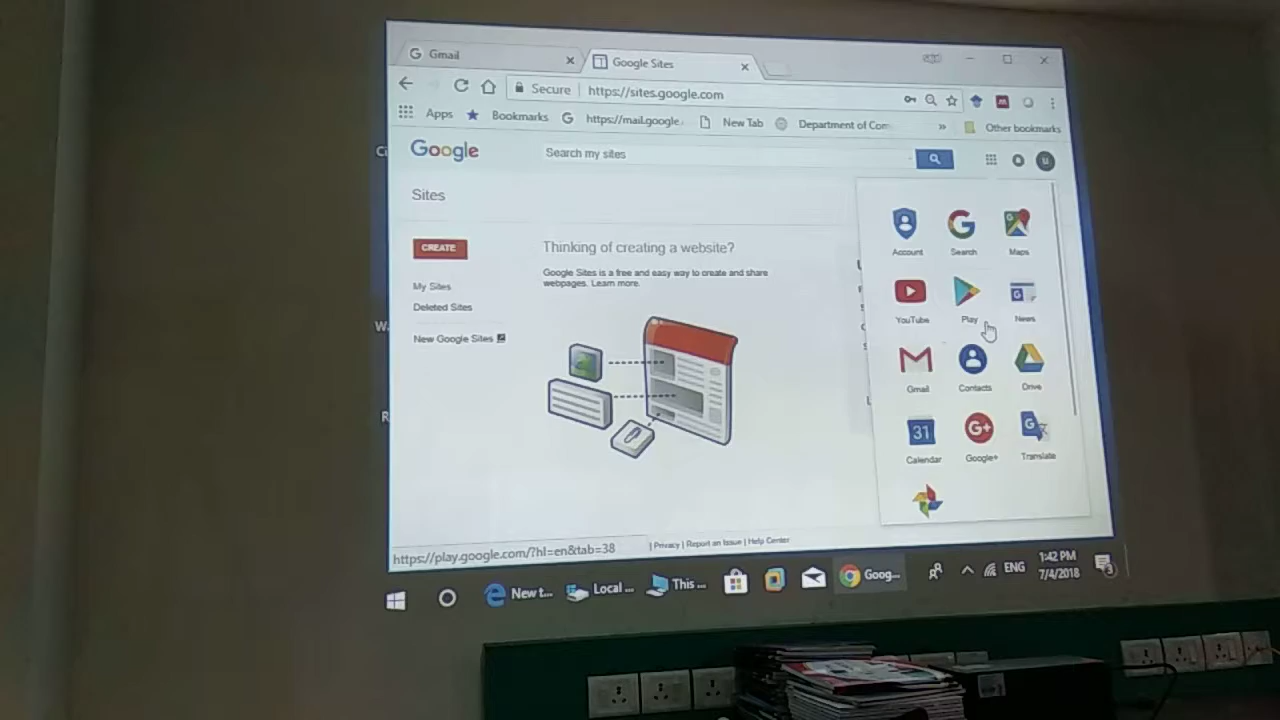 Gmail
Google Sites
Secure
https://sites.google.com
Apps
Bookmarks
https://mail.google.
New Tab
Department of Com
»
Other bookmarks
Google
Search my sites
u
Sites
CREATE
Thinking of creating a website?
Google Sites is a free and easy way to create and share
webpages. Learn more.
My Sites
Deleted Sites
New Google Sites
Account
Search
Maps
YouTube
Play
News
Gmail
Contacts
Drive
31
G+
Calendar
Google+
Translate
https://play.google.com/?hl=en&tab=38
| Privacy | Report an Issue | Help Center
New t...
Local ...
This ...
Goog...
ENG
1:42 PM
7/4/2018
3